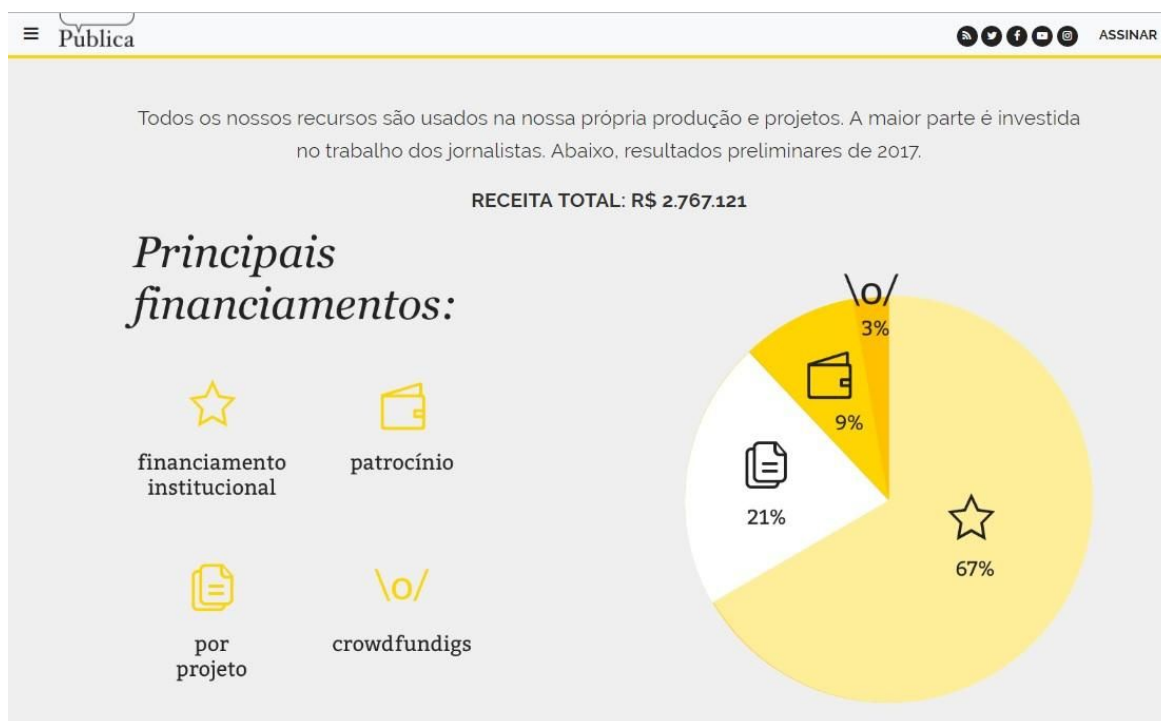 Pública
ASSINAR
Todos os nossos recursos são usados na nossa própria produção e projetos. A maior parte é investida
no trabalho dos jornalistas. Abaixo, resultados preliminares de 2017.
RECEITA TOTAL: R$ 2.767.121
Principais
financiamentos:
financiamento
institucional
patrocínio
por
projeto
\o/
crowdfundigs
\o/
3%
9%
21%
67%